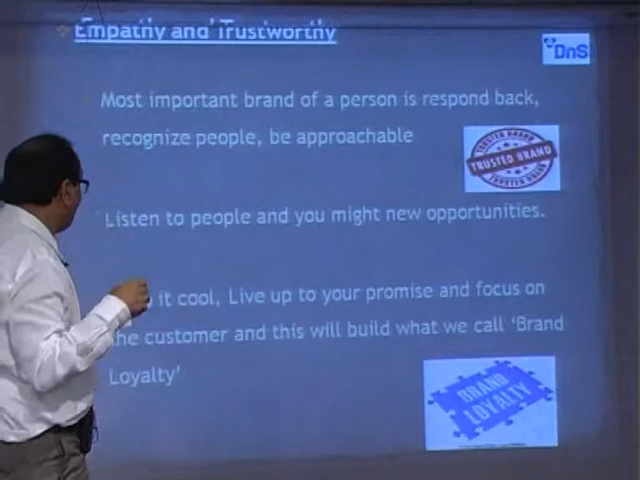 Empathy and Trustworthy
DnS
Most important brand of a person is respond back,
recognize people, be approachable
TRUSTED BRAND
TRUSTED BRAND
Listen to people and you might new opportunities.
it cool, Live up to your promise and focus on
the customer and this will build what we call 'Brand
Loyalty'
BRAND
LOYALTY